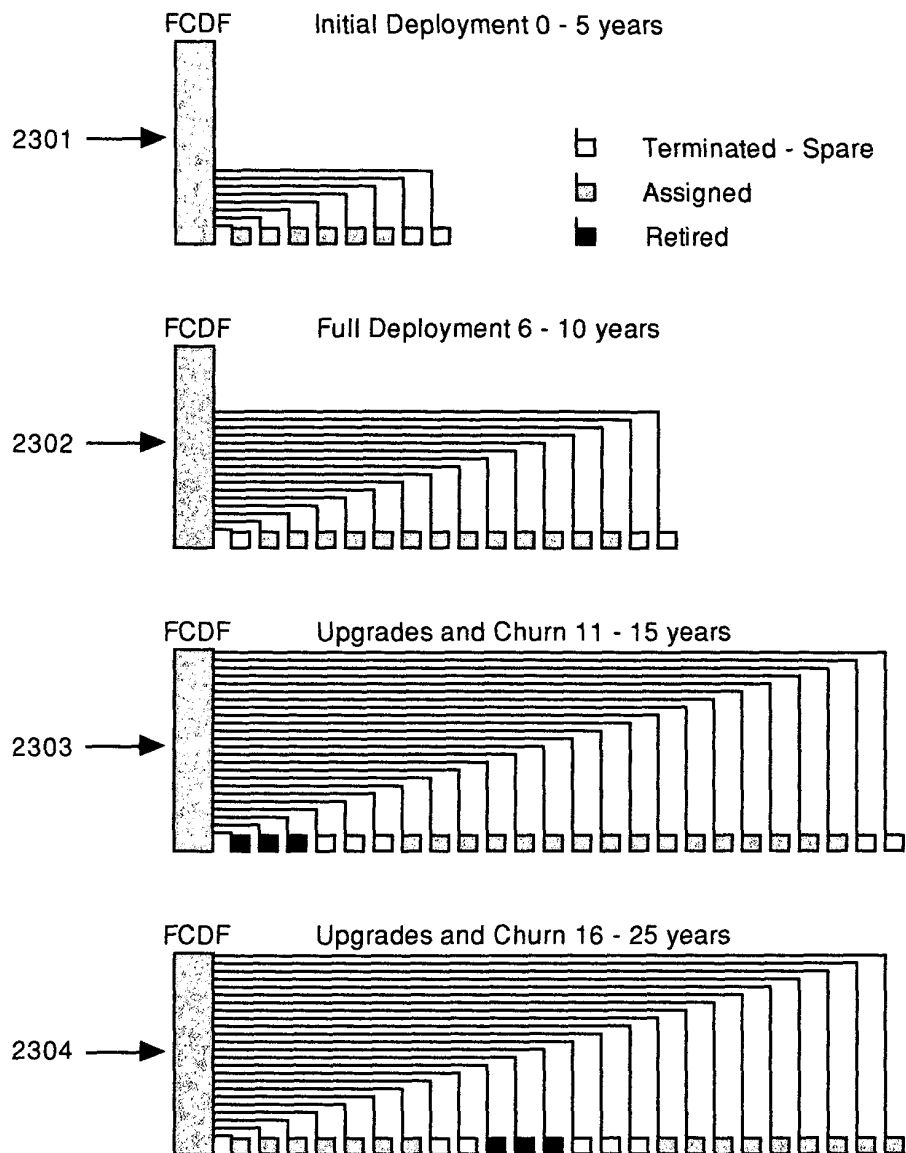 FCDF Initial Deployment 0 - 5 years
2301
Terminated - Spare
Assigned
Retired
FCDF Full Deployment 6 - 10 years
2302
FCDF Upgrades and Churn 11 - 15 years
2303
FCDF Upgrades and Churn 16 - 25 years
2304